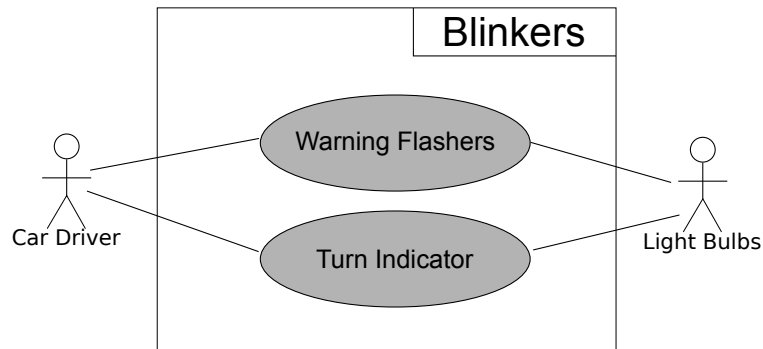 Blinkers
Warning Flashers
Car Driver
Light Bulbs
Turn Indicator